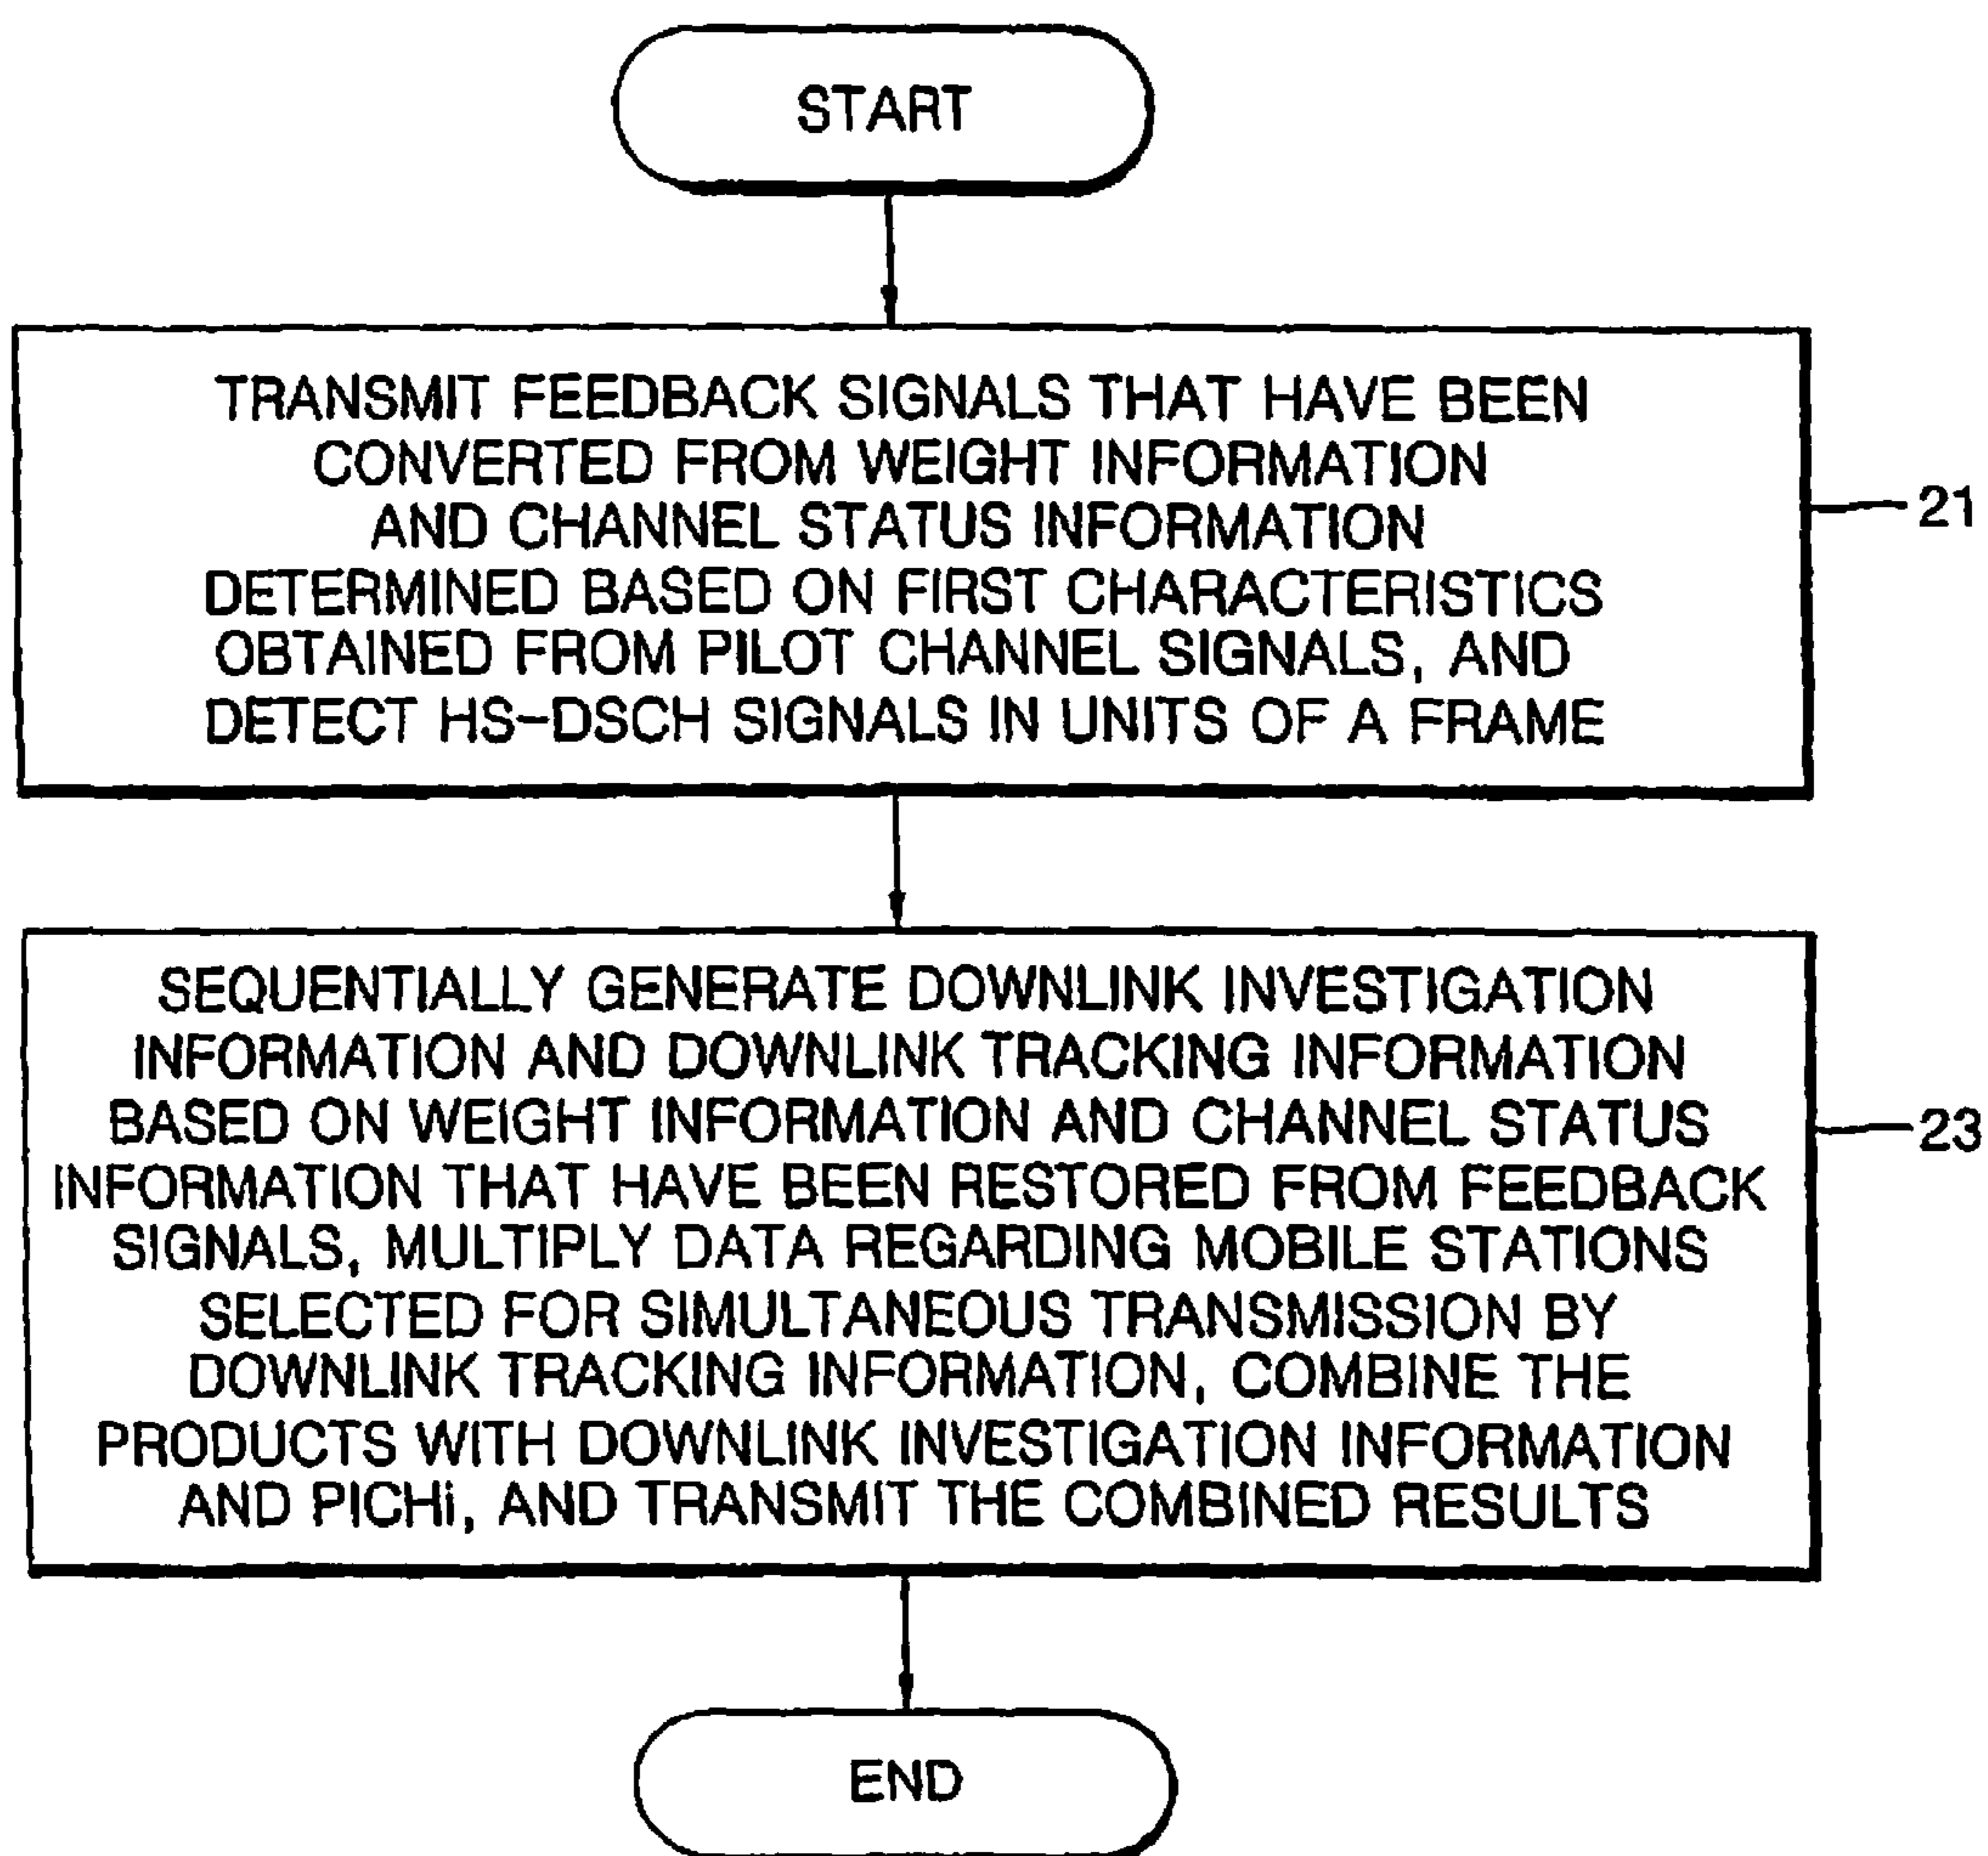 START
TRANSMIT FEEDBACK SIGNALS THAT HAVE BEEN
CONVERTED FROM WEIGHT INFORMATION
AND CHANNEL STATUS INFORMATION
DETERMINED BASED ON FIRST CHARACTERISTICS
OBTAINED FROM PILOT CHANNEL SIGNALS, AND
DETECT HS-DSCH SIGNALS IN UNITS OF A FRAME
21
SEQUENTIALLY GENERATE DOWNLINK INVESTIGATION
INFORMATION AND DOWNLINK TRACKING INFORMATION
BASED ON WEIGHT INFORMATION AND CHANNEL STATUS
INFORMATION THAT HAVE BEEN RESTORED FROM FEEDBACK
SIGNALS, MULTIPLY DATA REGARDING MOBILE STATIONS
SELECTED FOR SIMULTANEOUS TRANSMISSION BY
DOWNLINK TRACKING INFORMATION, COMBINE THE
PRODUCTS WITH DOWNLINK INVESTIGATION INFORMATION
AND PICHi, AND TRANSMIT THE COMBINED RESULTS
23
END